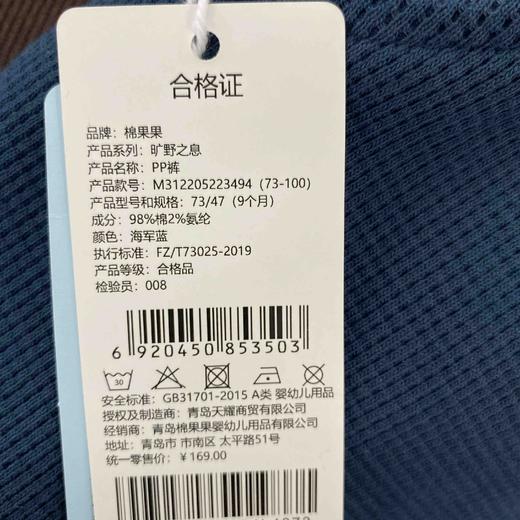 合格证
品牌：棉果果
产品系列：旷野之息
产品名称：PP裤
产品款号：M312205223494（73-100）
产品型号和规格：73/47（9个月）
成分：98%棉2%氨纶
颜色：海军蓝
执行标准：FZ/T73025-2019
产品等级：合格品
检验员：008
6 920450 853503
30
安全标准：GB31701-2015 A类 婴幼儿用品
授权及制造商：青岛天耀商贸有限公司
经销商：青岛棉果果婴幼儿用品有限公司
地址：青岛市 市南区 太平路51号
统一零售价：￥169.00